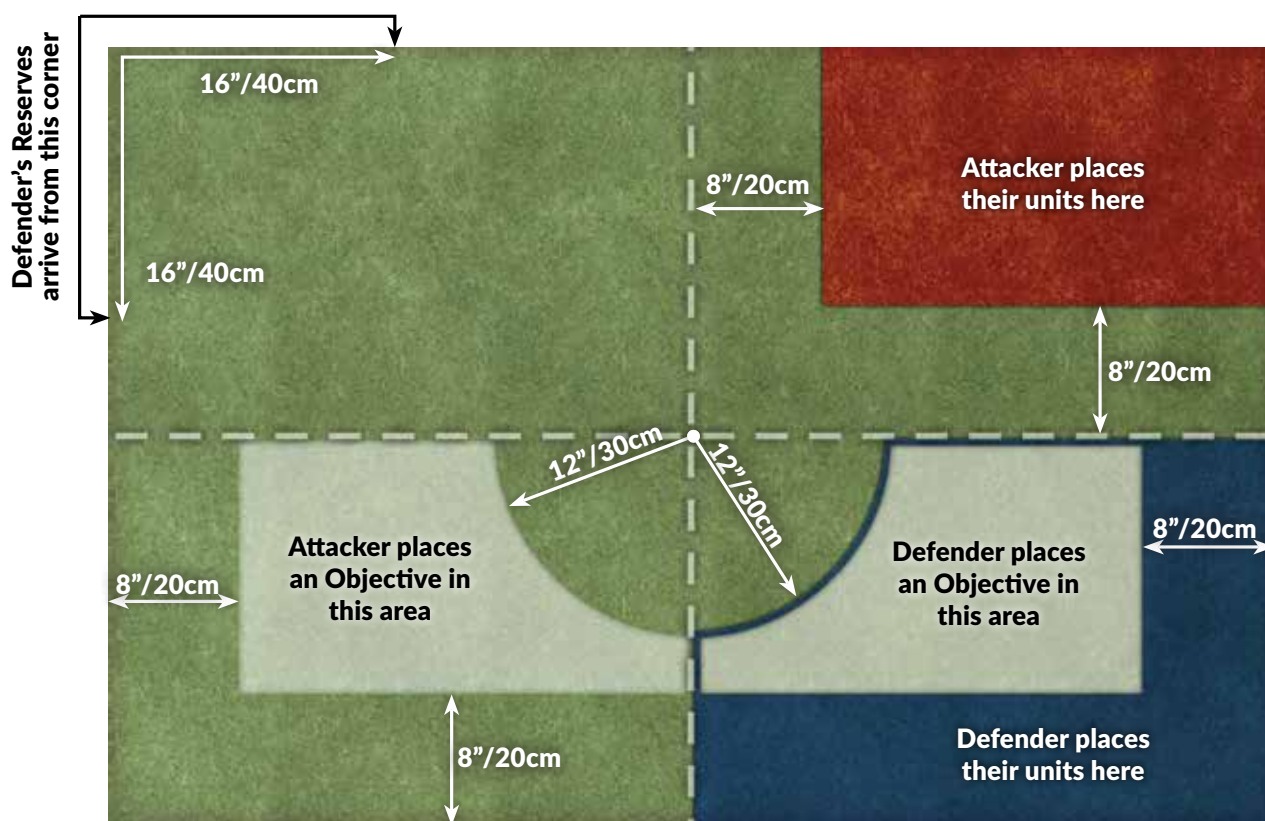 Defender’s Reserves
arrive from this corner
16”/40cm
16”/40cm
8”/20cm
Attacker places
their units here
8”/20cm
12”/30cm
12”/30cm
Attacker places
an Objective in
this area
8”/20cm
8”/20cm
Defender places
an Objective in
this area
8”/20cm
Defender places
their units here